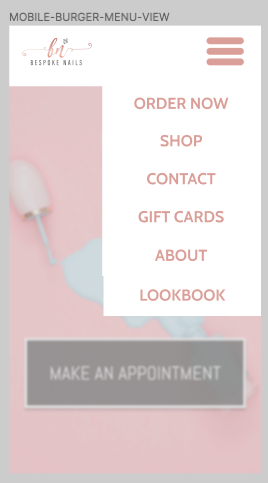 MOBILE-BURGER-MENU-VIEW
bn
BESPOKE NAILS
ORDER NOW
SHOP
CONTACT
GIFT CARDS
ABOUT
LOOKBOOK
MAKE AN APPOINTMENT